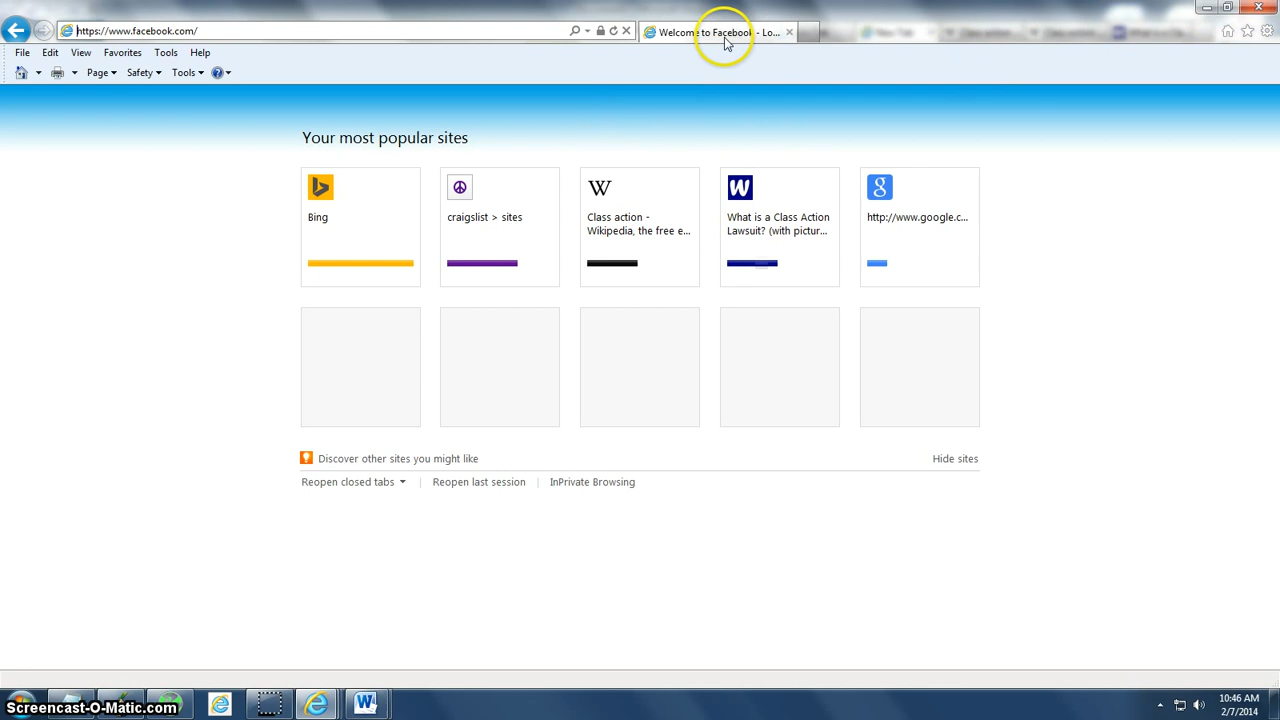 https://www.facebook.com/
Welcome to Facebook - Lo...
File Edit View Favorites Tools Help
Page Safety Tools
Your most popular sites
Bing
craigslist > sites
W
Class action -
Wikipedia, the free e...
W
What is a Class Action
Lawsuit? (with pictur...
g
http://www.google.c...
Discover other sites you might like
Hide sites
Reopen closed tabs
Reopen last session
InPrivate Browsing
10:46 AM
2/7/2014
Screencast-O-Matic.com